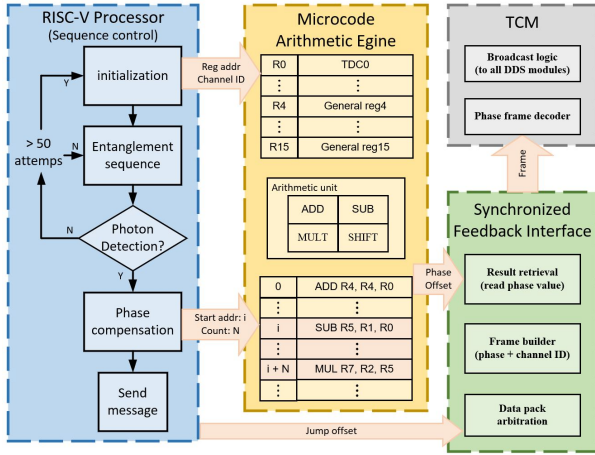 RISC-V Processor
(Sequence control)
initialization
Y
> 50
attemps
N
Entanglement
sequence
N
Photon
Detection?
Y
Phase
compensation
Send
message
Reg addr
Channel ID
Start addr: i
Count: N
Jump offset
Microcode
Arithmetic Egine
R0 TDC0
R4 General reg4
R15 General reg15
Arithmetic unit
ADD SUB
MULT SHIFT
0 ADD R4, R4, R0
i SUB R5, R1, R0
i + N MUL R7, R2, R5
Phase
Offset
TCM
Broadcast logic
(to all DDS modules)
Phase frame decoder
Frame
Synchronized
Feedback Interface
Result retrieval
(read phase value)
Frame builder
(phase + channel ID)
Data pack
arbitration